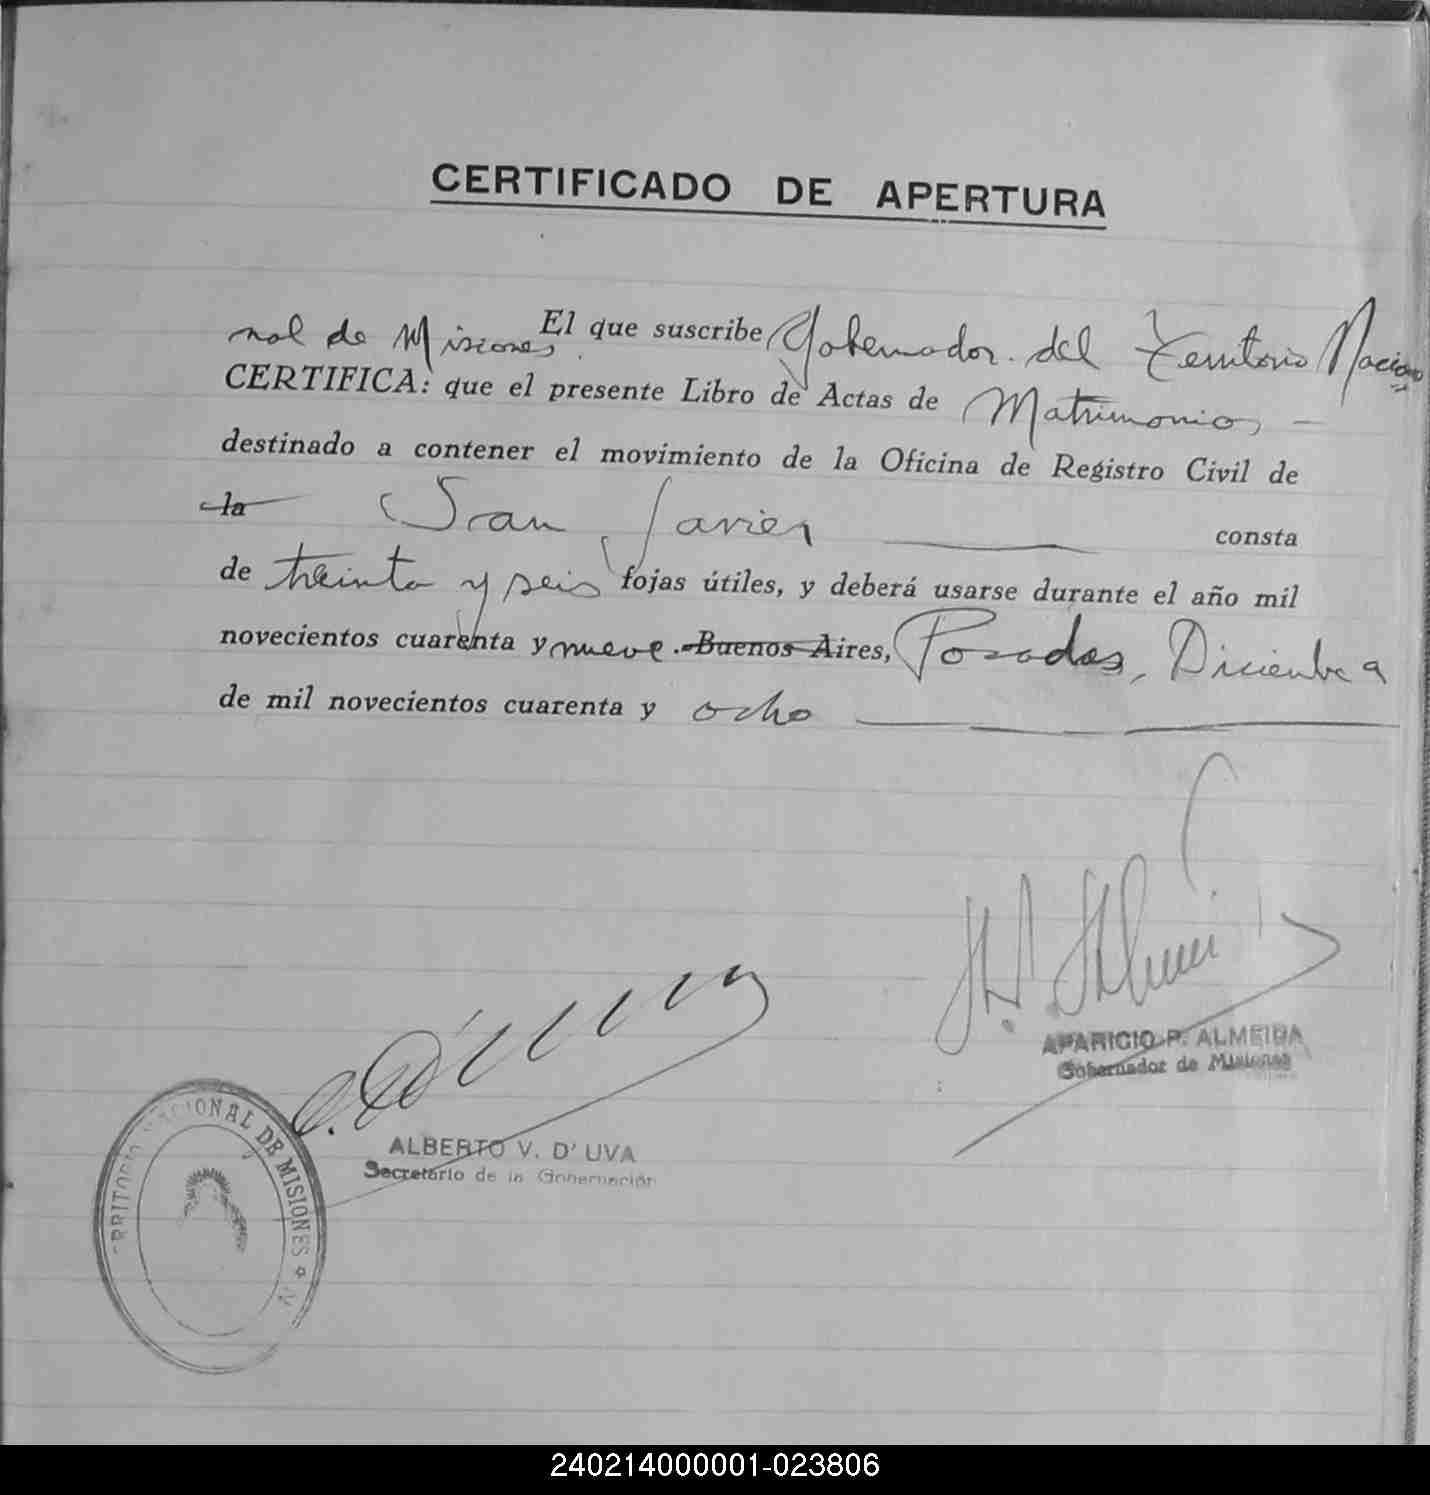 CERTIFICADO DE APERTURA
El que suscribe Gobernador del Territorio Nacio
nal de Misiones.
CERTIFICA: que el presente Libro de Actas de Matrimonios —
destinado a contener el movimiento de la Oficina de Registro Civil de
la San Javier consta
de treinta y seis fojas útiles, y deberá usarse durante el año mil
novecientos cuarenta y nueve.-Buenos Aires, Posadas, Diciembre 9
de mil novecientos cuarenta y ocho
APARICIO P. ALMEIDA
Gobernador de Misiones
ALBERTO V. D' UVA
Secretario de la Gobernación
NACIONAL DE MISIONES
240214000001-023806